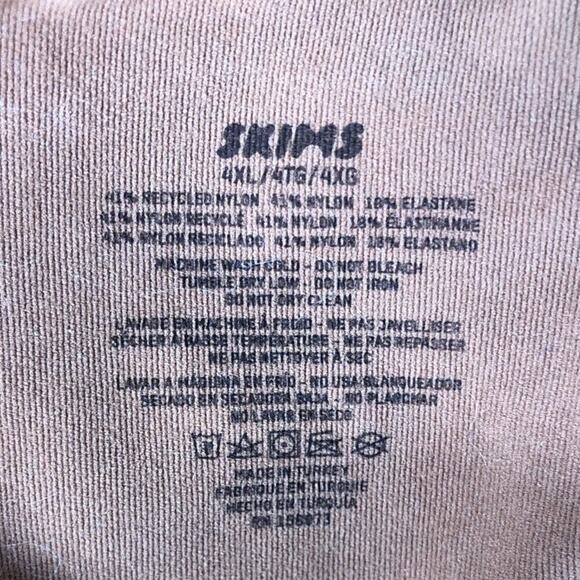 SKIMS
4XL/4TG/4XG
41% RECYCLED NYLON 41% NYLON 18% ELASTANE
41% NYLON RECYCLÉ 41% NYLON 18% ÉLASTHANNE
41% NYLON RECICLADO 41% NYLON 18% ELASTANO
MACHINE WASH COLD - DO NOT BLEACH
TUMBLE DRY LOW - DO NOT IRON
DO NOT DRY CLEAN
LAVAGE EN MACHINE À FROID - NE PAS JAVELLISER
SÉCHER À BASSE TEMPÉRATURE - NE PAS REPASSER
NE PAS NETTOYER À SEC
LAVAR A MÁQUINA EN FRÍO - NO USA BLANQUEADOR
SECADO EN SECADORA BAJA - NO PLANCHAR
NO LAVAR EN SECO
MADE IN TURKEY
FABRIQUÉ EN TURQUIE
HECHO EN TURQUÍA
RN 156073